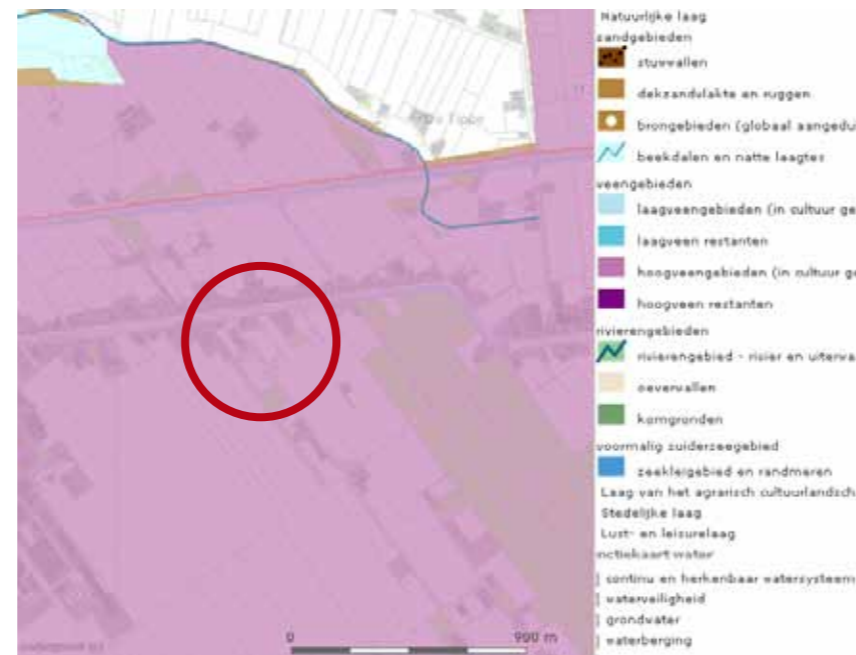 Natuurlijke laag
zandgebieden
stuwwallen
dekzandvlakte en ruggen
brongebieden (globaal aangedui
beekdalen en natte laagtes
veengebieden
laagveengebieden (in cultuur ge
laagveen restanten
hoogveengebieden (in cultuur ge
hoogveen restanten
rivierengebieden
rivierengebied - rivier en uiterwa
oeverwallen
komgronden
voormalig zuiderzeegebied
zeekleigebied en randmeren
Laag van het agrarisch cultuurlandsch
Stedelijke laag
Lust- en leisurelaag
nctiekaart water
continu en herkenbaar watersysteem
waterveiligheid
grondwater
waterberging
0 900 m